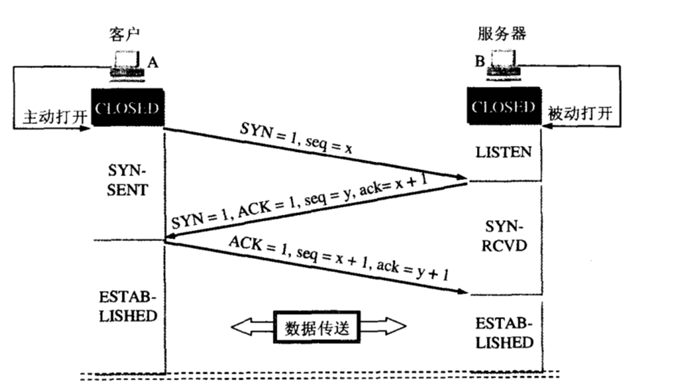 客户
服务器
A
B
CLOSED
CLOSED
主动打开
被动打开
SYN = 1, seq = x
LISTEN
SYN-
SENT
SYN = 1, ACK = 1, seq = y, ack= x + 1
SYN-
RCVD
ACK = 1, seq = x + 1, ack = y + 1
ESTAB-
LISHED
数据传送
ESTAB-
LISHED